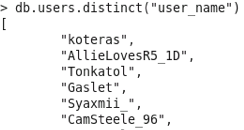 > db.users.distinct("user_name")
[
"koteras",
"AllieLovesR5_1D",
"Tonkatol",
"Gaslet",
"Syaxmii_",
"CamSteele_96",